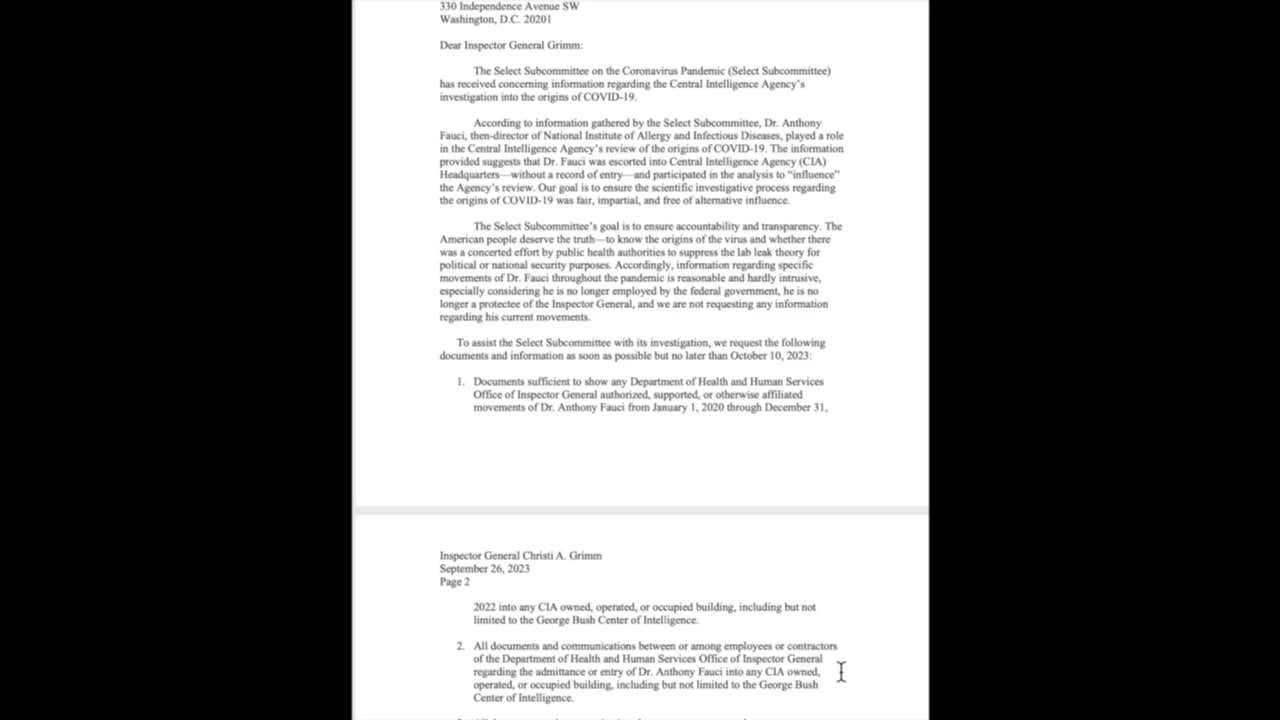 330 Independence Avenue SW
Washington, D.C. 20201
Dear Inspector General Grimm:
The Select Subcommittee on the Coronavirus Pandemic (Select Subcommittee)
has received concerning information regarding the Central Intelligence Agency's
investigation into the origins of COVID-19.
According to information gathered by the Select Subcommittee, Dr. Anthony
Fauci, then-director of National Institute of Allergy and Infectious Diseases, played a role
in the Central Intelligence Agency's review of the origins of COVID-19. The information
provided suggests that Dr. Fauci was escorted into Central Intelligence Agency (CIA)
Headquarters—without a record of entry—and participated in the analysis to “influence”
the Agency's review. Our goal is to ensure the scientific investigative process regarding
the origins of COVID-19 was fair, impartial, and free of alternative influence.
The Select Subcommittee's goal is to ensure accountability and transparency. The
American people deserve the truth—to know the origins of the virus and whether there
was a concerted effort by public health authorities to suppress the lab leak theory for
political or national security purposes. Accordingly, information regarding specific
movements of Dr. Fauci throughout the pandemic is reasonable and hardly intrusive,
especially considering he is no longer employed by the federal government, he is no
longer a protectee of the Inspector General, and we are not requesting any information
regarding his current movements.
To assist the Select Subcommittee with its investigation, we request the following
documents and information as soon as possible but no later than October 10, 2023:
1. Documents sufficient to show any Department of Health and Human Services
Office of Inspector General authorized, supported, or otherwise affiliated
movements of Dr. Anthony Fauci from January 1, 2020 through December 31,
Inspector General Christi A. Grimm
September 26, 2023
Page 2
2022 into any CIA owned, operated, or occupied building, including but not
limited to the George Bush Center of Intelligence.
2. All documents and communications between or among employees or contractors
of the Department of Health and Human Services Office of Inspector General
regarding the admittance or entry of Dr. Anthony Fauci into any CIA owned,
operated, or occupied building, including but not limited to the George Bush
Center of Intelligence.